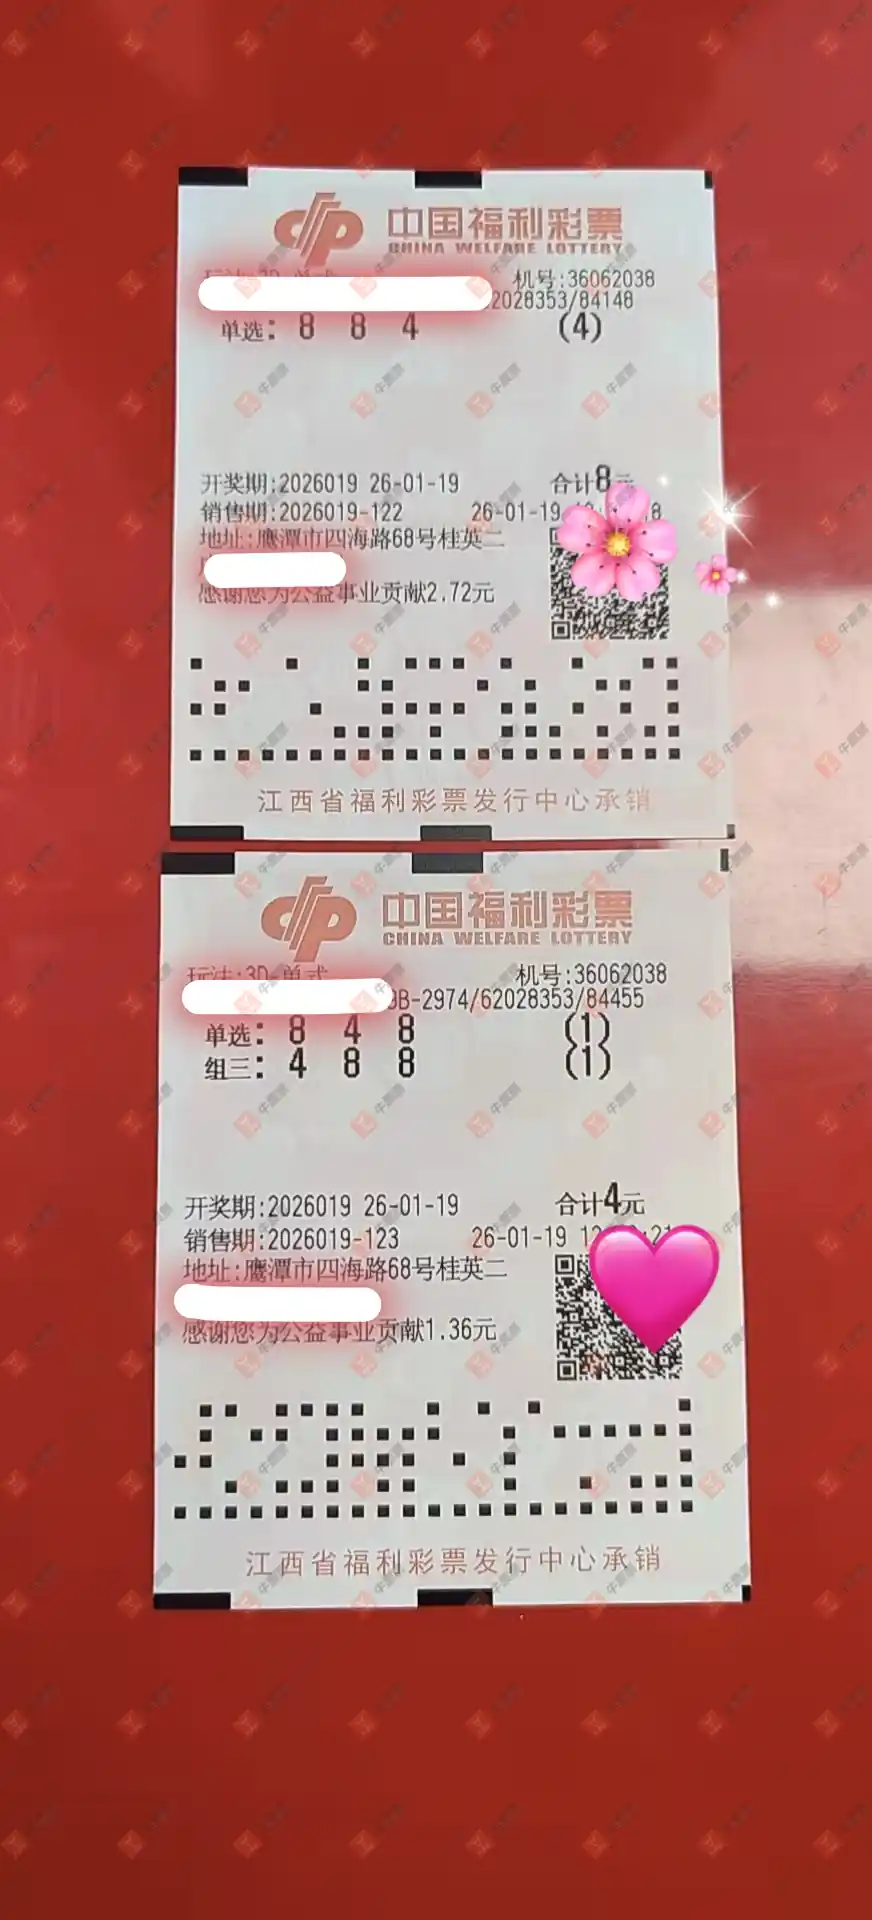 中国福利彩票
CHINA WELFARE LOTTERY
机号:36062038
2028353/84148
单选: 8 8 4 (4)
开奖期:2026019 26-01-19 合计8元
销售期:2026019-122 26-01-19
地址:鹰潭市四海路68号桂英二
感谢您为公益事业贡献2.72元
江西省福利彩票发行中心承销
中国福利彩票
CHINA WELFARE LOTTERY
玩法:3D-单式 机号:36062038
B-2974/62028353/84455
单选: 8 4 8 (1)
组三: 4 8 8 (1)
开奖期:2026019 26-01-19 合计4元
销售期:2026019-123 26-01-19
地址:鹰潭市四海路68号桂英二
感谢您为公益事业贡献1.36元
江西省福利彩票发行中心承销